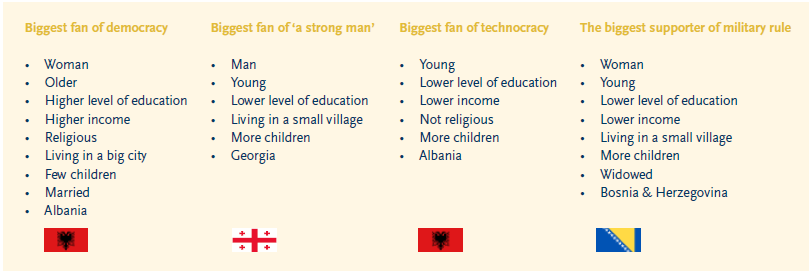 Biggest fan of democracy
• Woman
• Older
• Higher level of education
• Higher income
• Religious
• Living in a big city
• Few children
• Married
• Albania
Biggest fan of ‘a strong man’
• Man
• Young
• Lower level of education
• Living in a small village
• More children
• Georgia
Biggest fan of technocracy
• Young
• Lower level of education
• Lower income
• Not religious
• More children
• Albania
The biggest supporter of military rule
• Woman
• Young
• Lower level of education
• Lower income
• Living in a small village
• More children
• Widowed
• Bosnia & Herzegovina